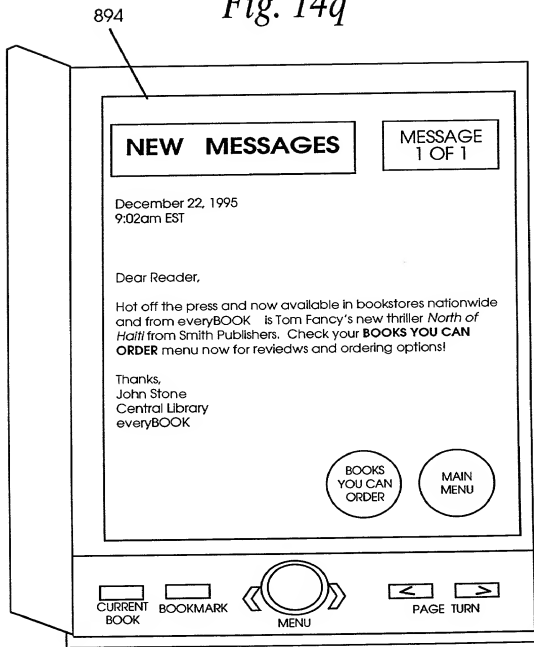 Fig. 14q
894
NEW MESSAGES
MESSAGE
1 OF 1
December 22, 1995
9:02am EST
Dear Reader,
Hot off the press and now available in bookstores nationwide
and from everyBOOK is Tom Fancy's new thriller North of
Haiti from Smith Publishers. Check your BOOKS YOU CAN
ORDER menu now for reviedws and ordering options!
Thanks,
John Stone
Central Library
everyBOOK
BOOKS
YOU CAN
ORDER
MAIN
MENU
CURRENT
BOOK
BOOKMARK
MENU
< >
PAGE TURN